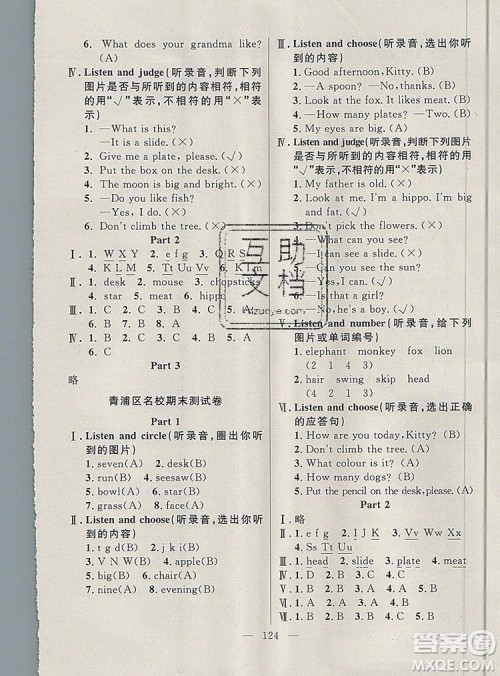 6. What does your grandma like? (A)
Ⅳ. Listen and judge(听录音,判断下列
图片是否与所听到的内容相符,相符
的用“√”表示,不相符的用“×”表
示)
1. —What is this?
—It is a slide. (×)
2. Give me a plate, please. (√)
3. Put the box on the desk. (×)
4. The moon is big and bright. (×)
5. —Do you like fish?
—Yes, I do. (√)
6. Don't climb the tree. (×)
Part 2
Ⅰ. 1. W X Y 2. e f g 3. Q R S
4. K L M 5. Tt Uu Vv 6.
Ⅱ. 1. desk 2. mouse 3. chopsticks
4. star 5. meat 6. hippo
Ⅲ. 1. C 2. C 3. B 4. C 5. A
6. B 7. B 8. A
Ⅳ. 1. B 2. C 3. B 4. A
Part 3
略
青浦区名校期末测试卷
Part 1
Ⅰ. Listen and circle(听录音,圈出你听
到的图片)
1. seven(A) 2. desk(B)
3. run(B) 4. seesaw(B)
5. bowl(A) 6. star(B)
7. grass(A) 8. face(B)
Ⅱ. Listen and choose(听录音,选出你听
到的内容)
1. t g d(B) 2. i k j(A)
3. V N W(B) 4. apple(B)
5. big(B) 6. chair(A)
7. nine(B) 8. evening(B)
Ⅲ. Listen and choose(听录音,选出你听
到的内容)
1. Good afternoon, Kitty. (B)
2. —A spoon? —No, thanks. (B)
3. Look at the fox. It likes meat. (B)
4. —How many plates? —Two. (B)
5. My eyes are big. (A)
Ⅳ. Listen and judge(听录音,判断下列图片
是否与所听到的内容相符,相符的用
“√”表示,不相符的用“×”表示)
1. My father is old. (×)
2. Look at me. I'm a hippo. I'm big. (√)
3. Don't pick the flowers. (×)
4. —What can you see?
—I can see the moon. (√)
5. —Can you see the sun?
—Yes, I can. (×)
6. —Is that a girl?
—No, he's a boy. (×)
Ⅴ. Listen and number(听录音,给下列
图片或单词编号)
1. elephant monkey fox lion
(2 1 4 3)
2. hair swing skip head
(3 4 1 2)
Ⅵ. Listen and choose(听录音,选出正确的
应答句)
1. How are you today, Kitty? (B)
2. Don't climb the tree. (A)
3. What colour is it? (A)
4. How many desks? (B)
5. Put the pencil on the desk, please. (B)
Part 2
Ⅰ. 略
Ⅱ. 1. e f g 2. I J K 3. V v W w X x
4. S s T t U u
Ⅲ. 1. head 2. slide 3. plate 4. meat
Ⅳ. 1. D 2. B 3. C 4. C
Ⅴ. 1. A 2. A 3. B 4. A 5. B
Ⅵ. 1. B 2. B 3. A 4. B 5. B
6. B 7. B 8. A
124
互助
文档
答案圈
MXQE.COM